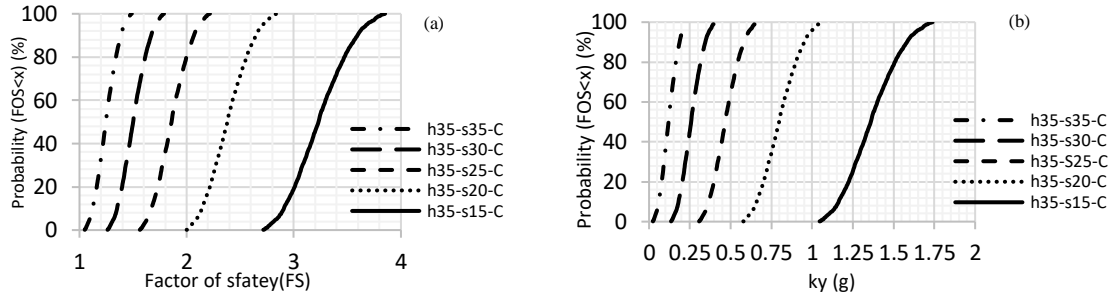 (a)
Probability (FOS<x) (%)
100
80
60
40
20
0
1 2 3 4
Factor of sfatey(FS)
h35-s35-C
h35-s30-C
h35-s25-C
h35-s20-C
h35-s15-C
(b)
Probability (FOS<x) (%)
100
80
60
40
20
0
0 0.25 0.5 0.75 1 1.25 1.5 1.75 2
ky (g)
h35-s35-C
h35-s30-C
h35-S25-C
h35-s20-C
h35-s15-C